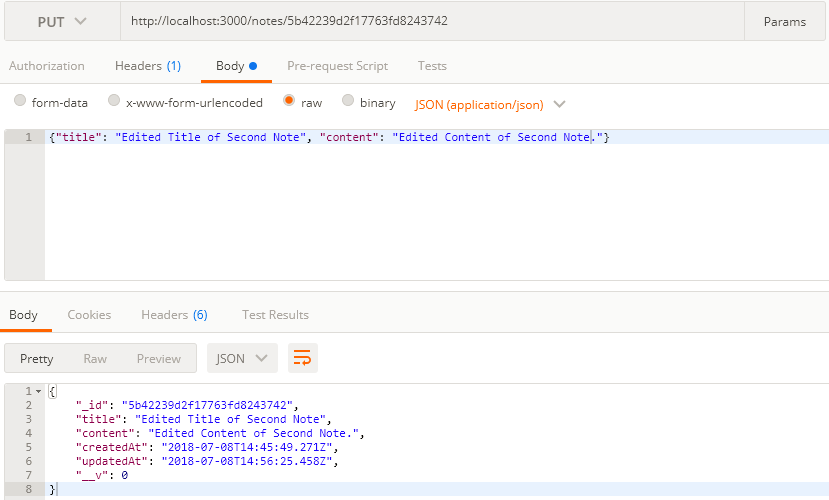 PUT http://localhost:3000/notes/5b42239d2f17763fd8243742 Params
Authorization Headers (1) Body Pre-request Script Tests
form-data x-www-form-urlencoded raw binary JSON (application/json)
1 {"title": "Edited Title of Second Note", "content": "Edited Content of Second Note."}
Body Cookies Headers (6) Test Results
Pretty Raw Preview JSON
1 {
2 "_id": "5b42239d2f17763fd8243742",
3 "title": "Edited Title of Second Note",
4 "content": "Edited Content of Second Note.",
5 "createdAt": "2018-07-08T14:45:49.271Z",
6 "updatedAt": "2018-07-08T14:56:25.458Z",
7 "__v": 0
8 }